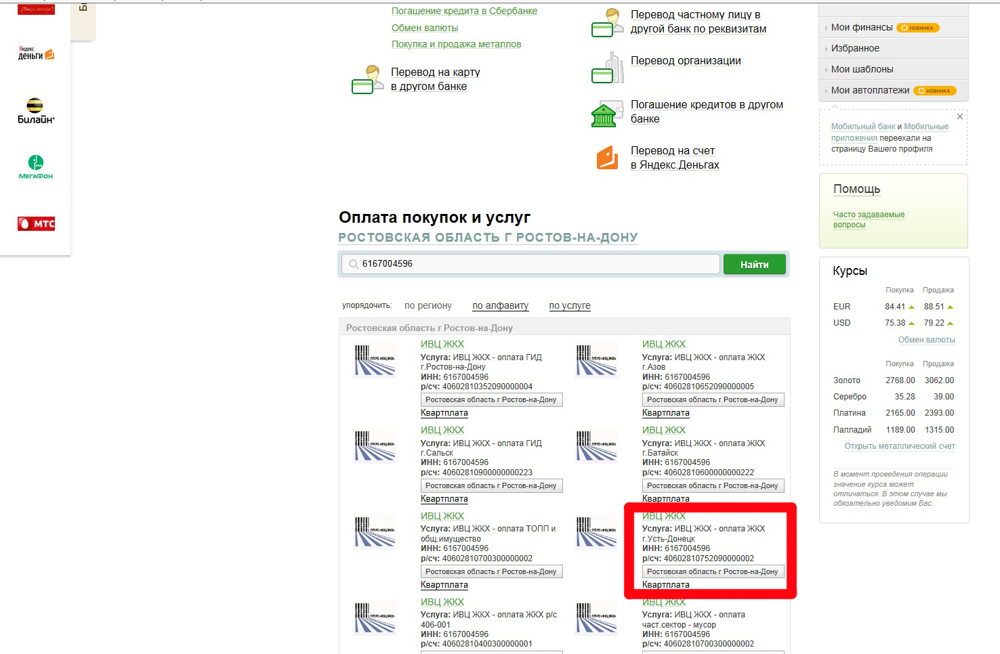 Яндекс
деньги
Билайн
МЕГАФОН
МТС
Погашение кредита в Сбербанке
Обмен валюты
Покупка и продажа металлов
Перевод на карту
в другом банке
Перевод частному лицу в
другой банк по реквизитам
Перевод организации
Погашение кредитов в другом
банке
Перевод на счет
в Яндекс.Деньгах
Мои финансы НОВИНКА
Избранное
Мои шаблоны
Мои автоплатежи НОВИНКА
Мобильный банк и Мобильные
приложения переехали на
страницу Вашего профиля
Помощь
Часто задаваемые
вопросы
Оплата покупок и услуг
РОСТОВСКАЯ ОБЛАСТЬ Г РОСТОВ-НА-ДОНУ
6167004596
Найти
упорядочить: по региону по алфавиту по услуге
Ростовская область г Ростов-на-Дону
ИВЦ ЖКХ
Услуга: ИВЦ ЖКХ - оплата ГИД
г.Ростов-на-Дону
ИНН: 6167004596
р/сч: 40602810352090000004
Ростовская область г Ростов-на-Дону
Квартплата
ИВЦ ЖКХ
Услуга: ИВЦ ЖКХ - оплата ЖКХ
г.Азов
ИНН: 6167004596
р/сч: 40602810652090000005
Ростовская область г Ростов-на-Дону
Квартплата
ИВЦ ЖКХ
Услуга: ИВЦ ЖКХ - оплата ГИД
г.Сальск
ИНН: 6167004596
р/сч: 40602810900000000223
Ростовская область г Ростов-на-Дону
Квартплата
ИВЦ ЖКХ
Услуга: ИВЦ ЖКХ - оплата ЖКХ
г.Батайск
ИНН: 6167004596
р/сч: 40602810600000000222
Ростовская область г Ростов-на-Дону
Квартплата
ИВЦ ЖКХ
Услуга: ИВЦ ЖКХ - оплата ТОПП и
общ.имущество
ИНН: 6167004596
р/сч: 40602810700300000002
Ростовская область г Ростов-на-Дону
Квартплата
ИВЦ ЖКХ
Услуга: ИВЦ ЖКХ - оплата ЖКХ
г.Усть-Донецк
ИНН: 6167004596
р/сч: 40602810752090000002
Ростовская область г Ростов-на-Дону
Квартплата
ИВЦ ЖКХ
Услуга: ИВЦ ЖКХ - оплата ЖКХ р/с
406-001
ИНН: 6167004596
р/сч: 40602810400300000001
ИВЦ ЖКХ
Услуга: ИВЦ ЖКХ - оплата
част.сектор - мусор
ИНН: 6167004596
р/сч: 40602810700300000002
Курсы
Покупка Продажа
EUR 84.41 88.51
USD 75.38 79.22
Обмен валюты
Покупка Продажа
Золото 2768.00 3062.00
Серебро 35.28 39.00
Платина 2165.00 2393.00
Палладий 1189.00 1315.00
Открыть металлический счет
В момент проведения операции
значение курса может
отличаться. В этом случае мы
обязательно уведомим Вас.